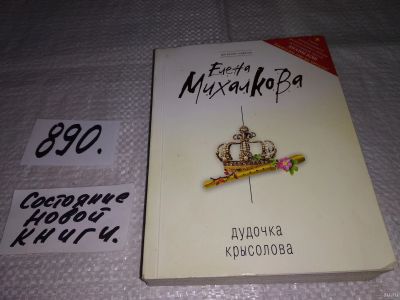 890.
Состояние
новой
книги.
Елена
Михалкова
дудочка
крысолова